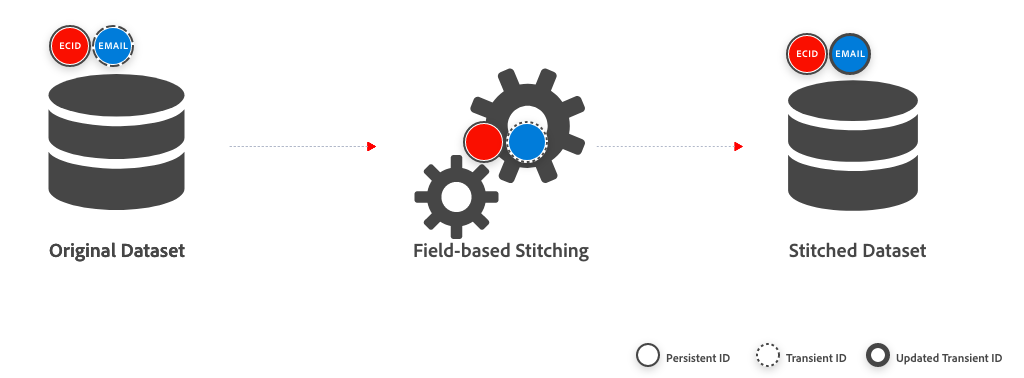 ECID EMAIL
ECID EMAIL
Original Dataset
Field-based Stitching
Stitched Dataset
Persistent ID
Transient ID
Updated Transient ID